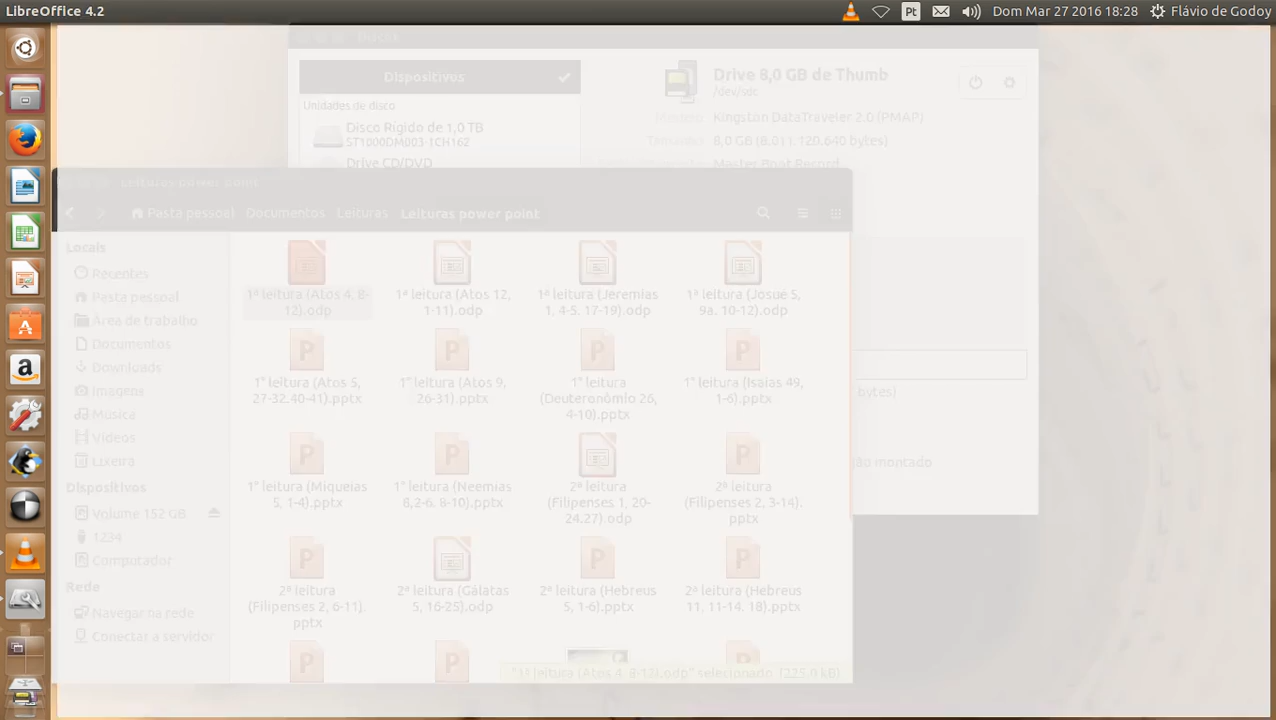 LibreOffice 4.2
Pt
Dom Mar 27 2016 18:28
Flávio de Godoy
Discos
Dispositivos
Unidades de disco
Disco Rígido de 1,0 TB
ST1000DM003-1CH162
Drive CD/DVD
Drive 8,0 GB de Thumb
/dev/sdc
Kingston DataTraveler 2.0 (PMAP)
Master Boot Record
bytes)
não montado
Leituras power point
Pasta pessoal
Documentos
Leituras
Leituras power point
Locais
Recentes
Pasta pessoal
Área de trabalho
Documentos
Downloads
Imagens
Música
Vídeos
Lixeira
Dispositivos
Volume 152 GB
1234
Computador
Rede
Navegar na rede
Conectar a servidor
1ª leitura (Atos 4, 8-
12).odp
1ª leitura (Atos 12,
1-11).odp
1ª leitura (Jeremias
1, 4-5. 17-19).odp
1ª leitura (Josué 5,
9a. 10-12).odp
1° leitura (Atos 5,
27-32.40-41).pptx
1° leitura (Atos 9,
26-31).pptx
1° leitura
(Deuteronômio 26,
4-10).pptx
1° leitura (Isaías 49,
1-6).pptx
1° leitura (Miqueias
5, 1-4).pptx
1° leitura (Neemias
8,2-6. 8-10).pptx
2ª leitura
(Filipenses 1, 20-
24.27).odp
2ª leitura
(Filipenses 2, 3-14).
pptx
2ª leitura
(Filipenses 2, 6-11).
pptx
2ª leitura (Gálatas
5, 16-25).odp
2ª leitura (Hebreus
5, 1-6).pptx
2ª leitura (Hebreus
11, 11-14. 18).pptx
"1ª leitura (Atos 4, 8-12).odp" selecionado (225,0 kB)